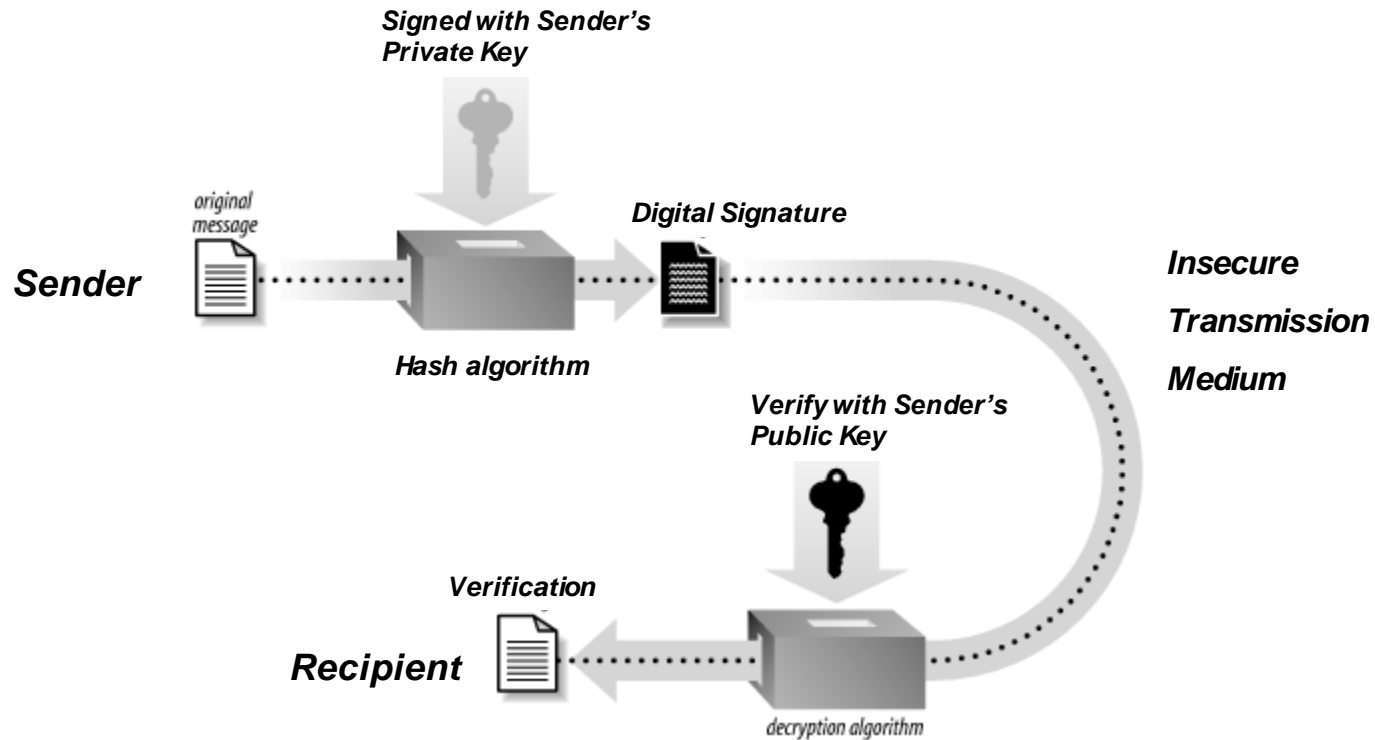 Signed with Sender's
Private Key
original
message
Digital Signature
Sender
Insecure
Transmission
Medium
Hash algorithm
Verify with Sender's
Public Key
Verification
Recipient
decryption algorithm